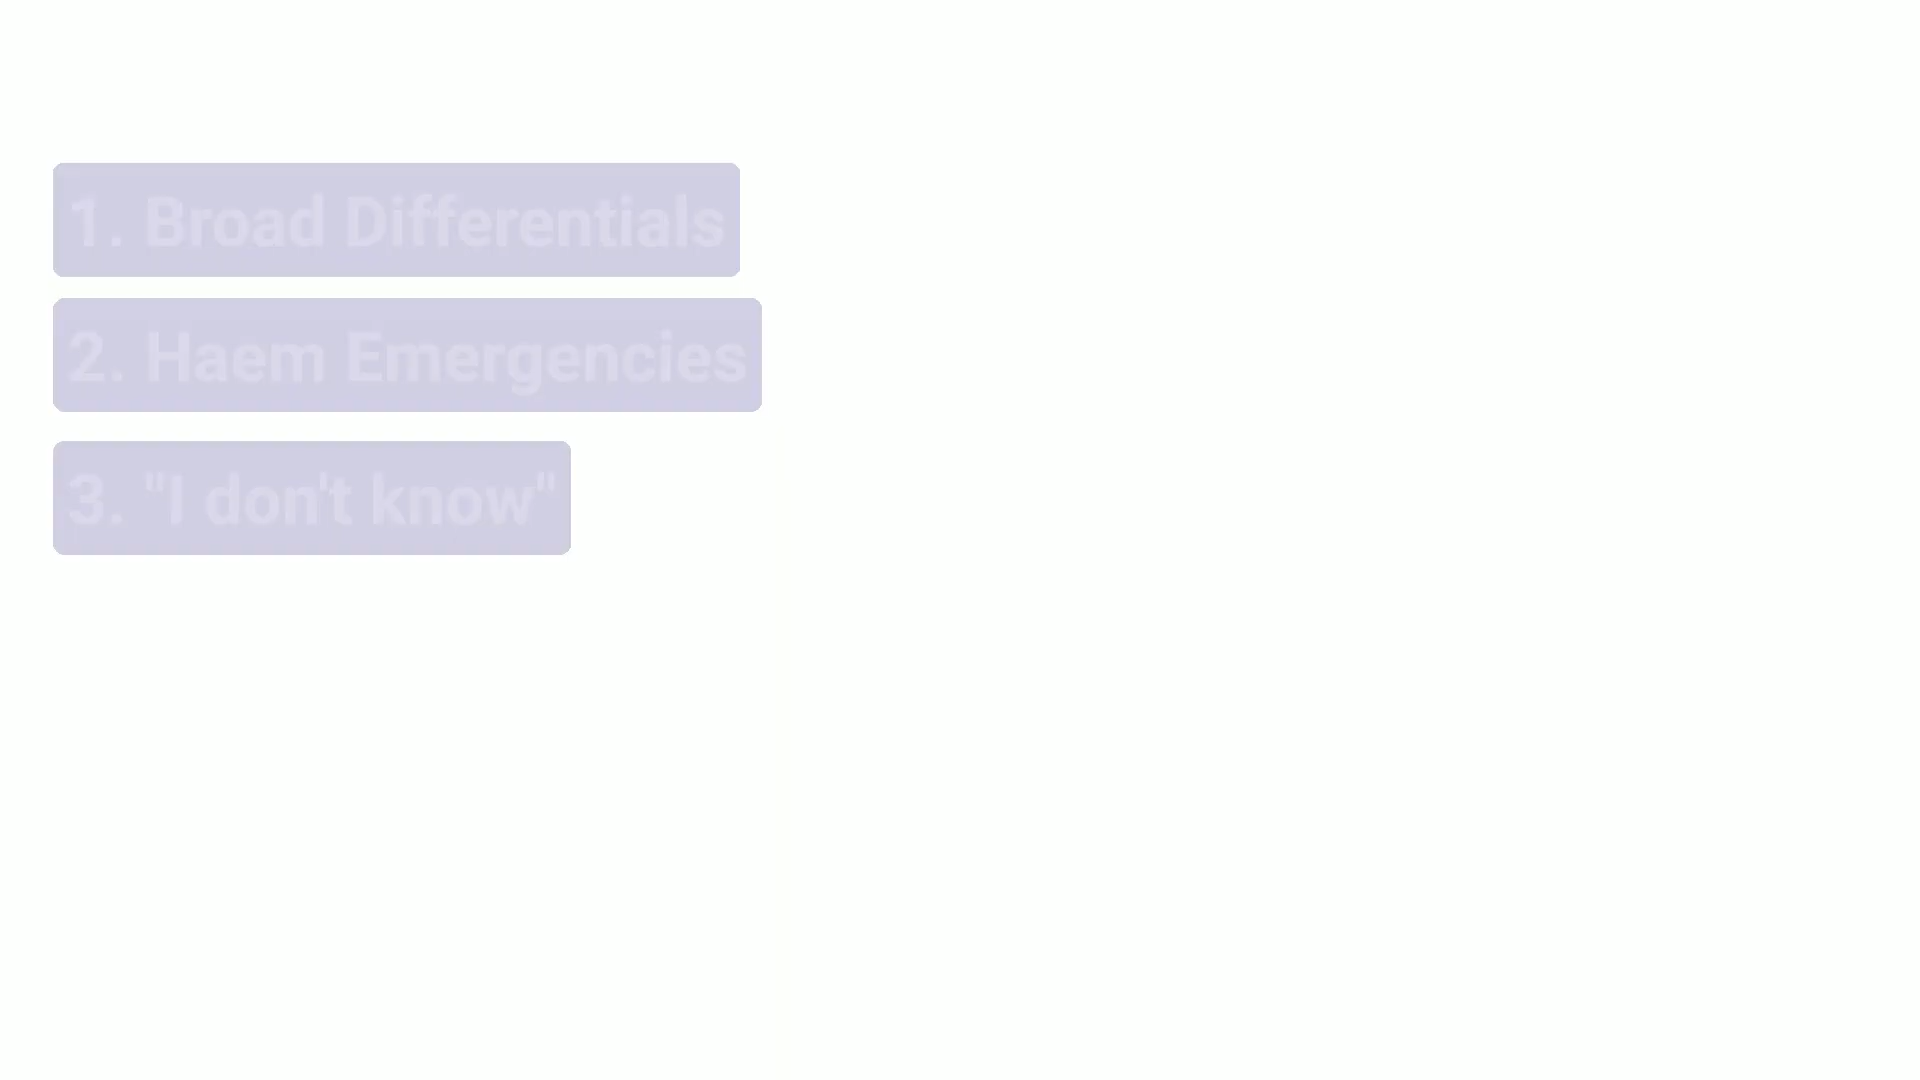 1. Broad Differentials
2. Haem Emergencies
3. "I don't know"